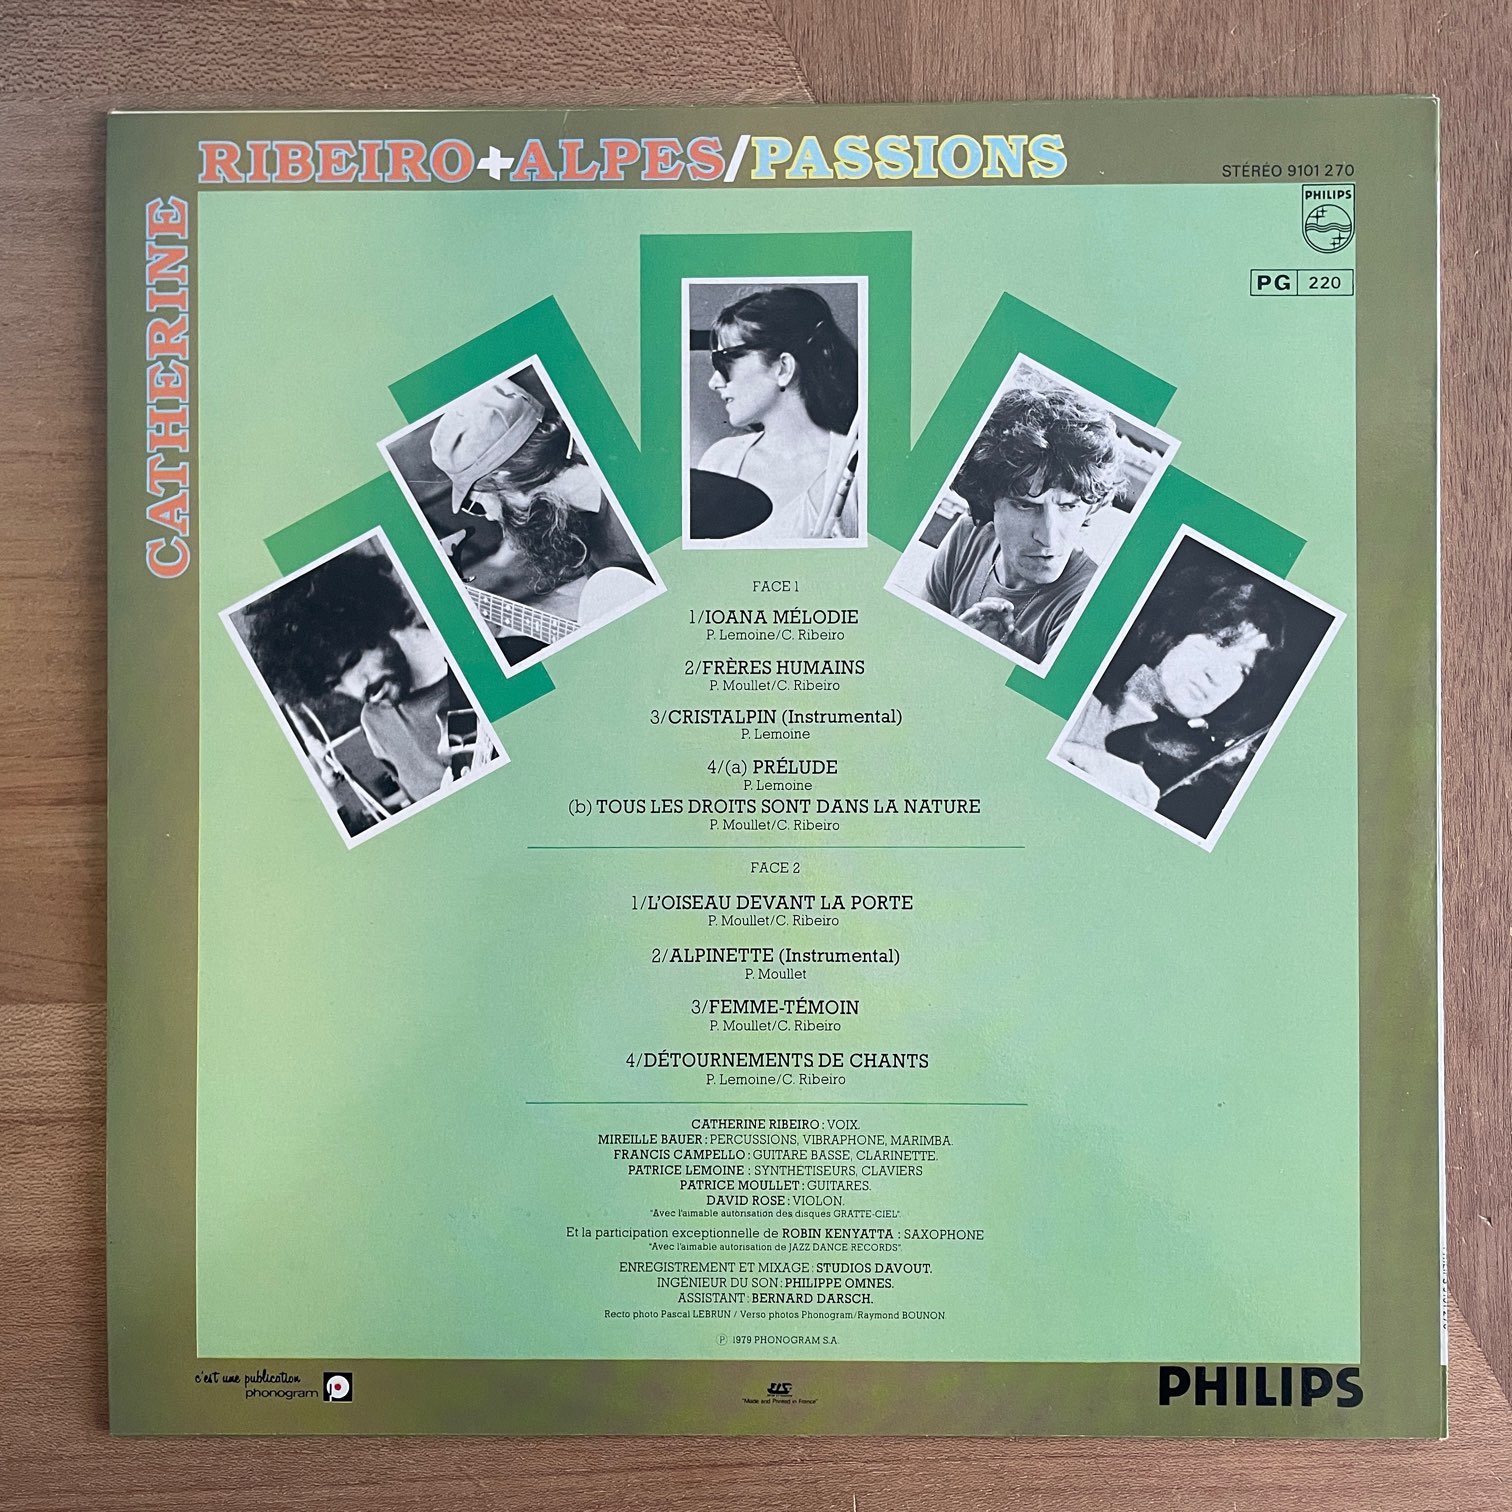 CATHERINE
RIBEIRO+ALPES/PASSIONS
STÉRÉO 9101 270
PHILIPS
PG 220
FACE 1
1/IOANA MÉLODIE
P. Lemoine/C. Ribeiro
2/FRÈRES HUMAINS
P. Moullet/C. Ribeiro
3/CRISTALPIN (Instrumental)
P. Lemoine
4/(a) PRÉLUDE
P. Lemoine
(b) TOUS LES DROITS SONT DANS LA NATURE
P. Moullet/C. Ribeiro
FACE 2
1/L'OISEAU DEVANT LA PORTE
P. Moullet/C. Ribeiro
2/ALPINETTE (Instrumental)
P. Moullet
3/FEMME-TÉMOIN
P. Moullet/C. Ribeiro
4/DÉTOURNEMENTS DE CHANTS
P. Lemoine/C. Ribeiro
CATHERINE RIBEIRO : VOIX.
MIREILLE BAUER : PERCUSSIONS, VIBRAPHONE, MARIMBA.
FRANCIS CAMPELLO : GUITARE BASSE, CLARINETTE.
PATRICE LEMOINE : SYNTHETISEURS, CLAVIERS
PATRICE MOULLET : GUITARES.
DAVID ROSE : VIOLON.
"Avec l'aimable autorisation des disques GRATTE-CIEL".
Et la participation exceptionnelle de ROBIN KENYATTA : SAXOPHONE
"Avec l'aimable autorisation de JAZZ DANCE RECORDS".
ENREGISTREMENT ET MIXAGE : STUDIOS DAVOUT.
INGÉNIEUR DU SON : PHILIPPE OMNES.
ASSISTANT : BERNARD DARSCH.
Recto photo Pascal LEBRUN / Verso photos Phonogram/Raymond BOUNON
℗ 1979 PHONOGRAM S.A.
c'est une publication
phonogram
"Made and Printed in France"
PHILIPS